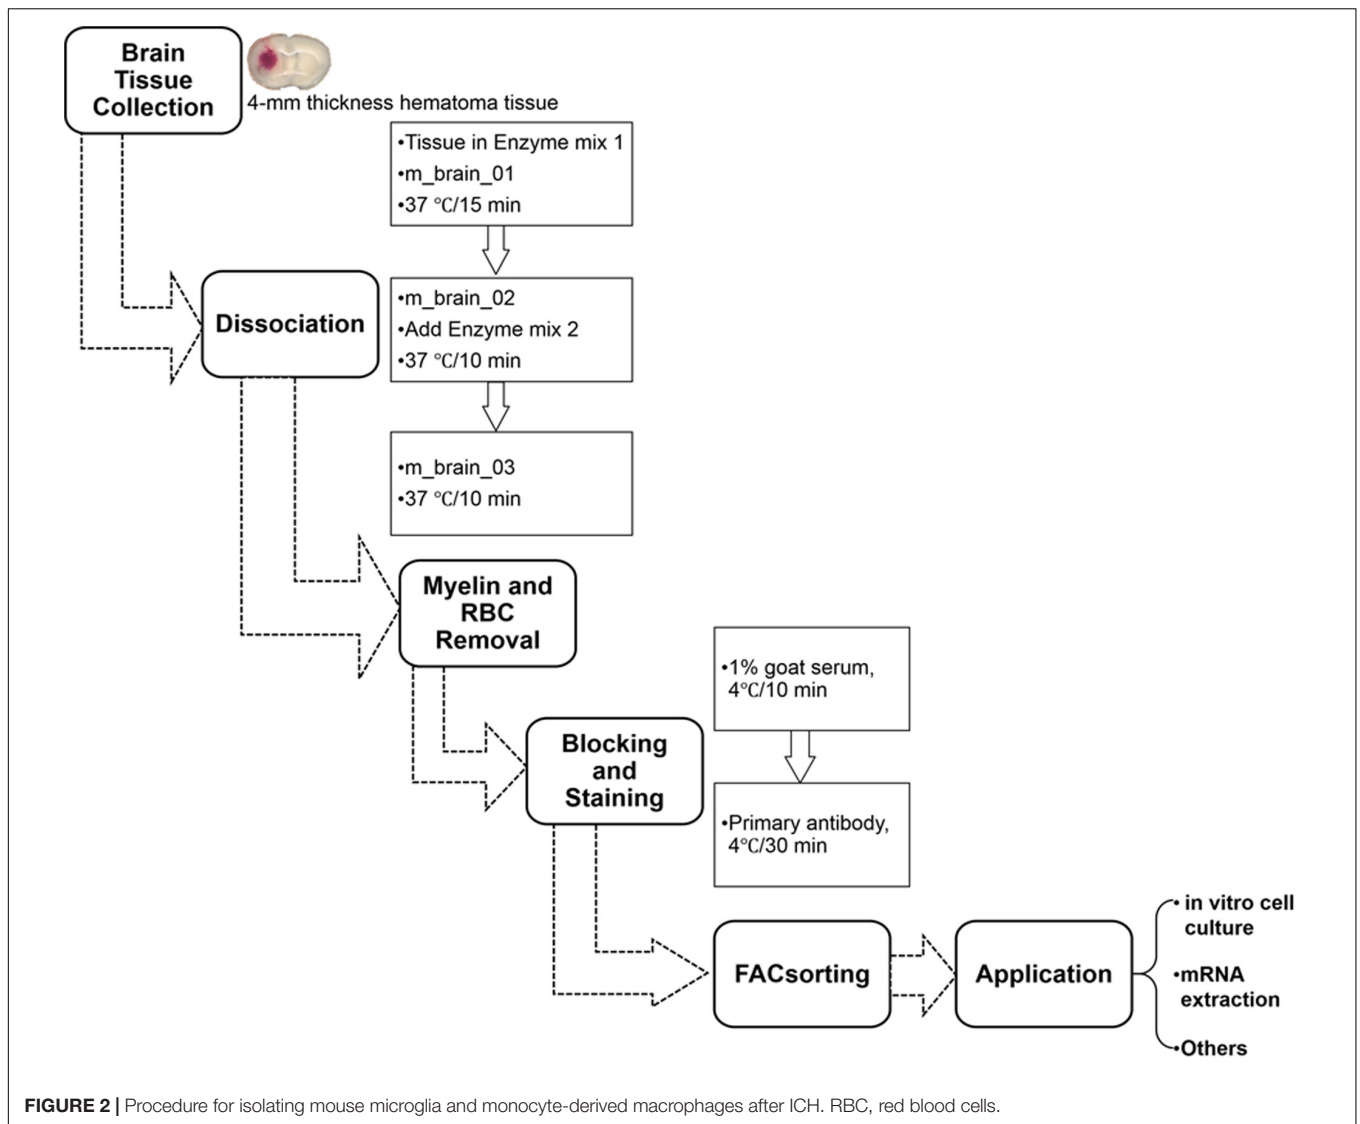 Brain
Tissue
Collection
4-mm thickness hematoma tissue
•Tissue in Enzyme mix 1
•m_brain_01
•37 ℃/15 min
Dissociation
•m_brain_02
•Add Enzyme mix 2
•37 ℃/10 min
•m_brain_03
•37 ℃/10 min
Myelin and
RBC
Removal
•1% goat serum,
4℃/10 min
Blocking
and
Staining
•Primary antibody,
4℃/30 min
FACsorting
Application
• in vitro cell
culture
•mRNA
extraction
•Others
FIGURE 2 | Procedure for isolating mouse microglia and monocyte-derived macrophages after ICH. RBC, red blood cells.